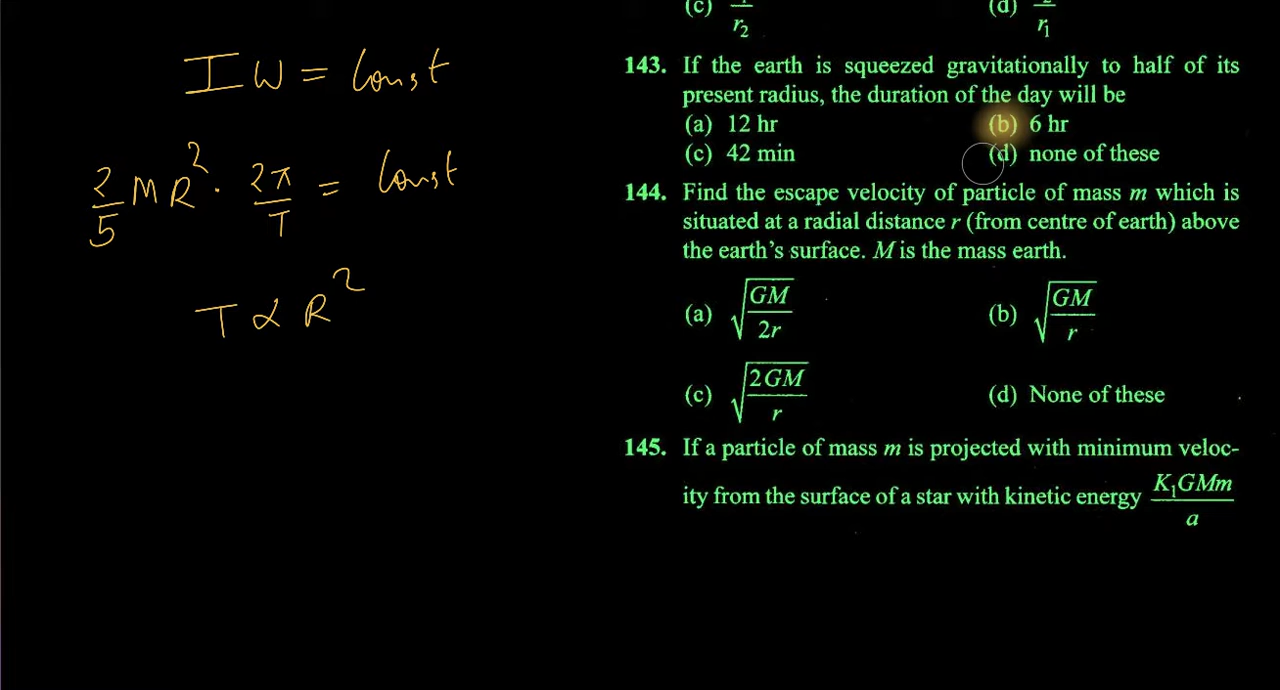 I W = Const
2/5 MR² · 2π/T = Const
T ∝ R²
(c) r₂ (d) r₁
143. If the earth is squeezed gravitationally to half of its
present radius, the duration of the day will be
(a) 12 hr (b) 6 hr
(c) 42 min (d) none of these
144. Find the escape velocity of particle of mass m which is
situated at a radial distance r (from centre of earth) above
the earth's surface. M is the mass earth.
(a) √(GM/2r) (b) √(GM/r)
(c) √(2GM/r) (d) None of these
145. If a particle of mass m is projected with minimum veloc-
ity from the surface of a star with kinetic energy K₁GMm/a